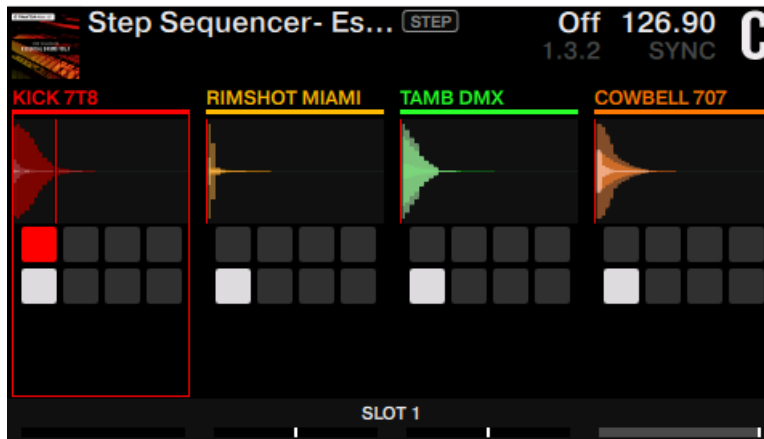 Step Sequencer- Es... STEP Off 126.90 C
1.3.2 SYNC
KICK 7T8 RIMSHOT MIAMI TAMB DMX COWBELL 707
SLOT 1